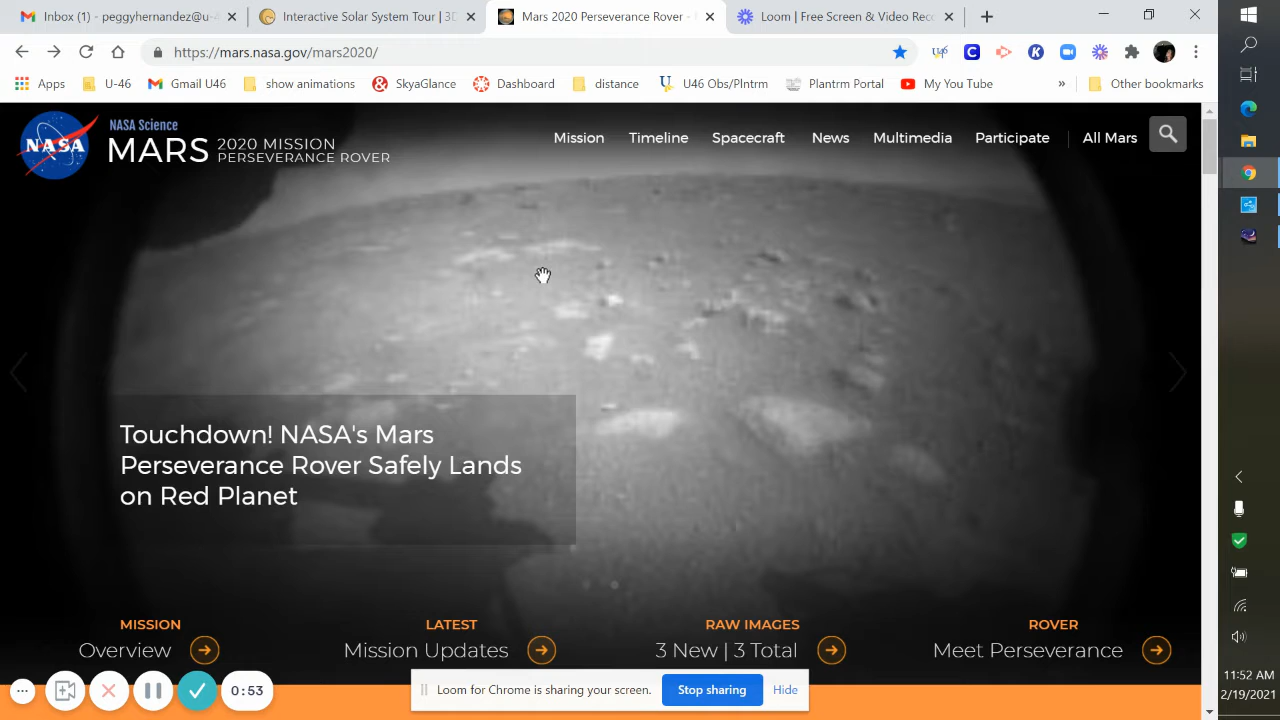 Inbox (1) - peggyhernandez@u-4
Interactive Solar System Tour | 3D
Mars 2020 Perseverance Rover -
Loom | Free Screen & Video Rec
https://mars.nasa.gov/mars2020/
Apps
U-46
Gmail U46
show animation
SkyaGlance
Dashboard
distance
U46 Obs/Plntrm
Plantrm Portal
My You Tube
»
Other bookmarks
NASA
NASA Science
MARS
2020 MISSION
PERSEVERANCE ROVER
Mission
Timeline
Spacecraft
News
Multimedia
Participate
All Mars
Touchdown! NASA's Mars
Perseverance Rover Safely Lands
on Red Planet
MISSION
Overview
LATEST
Mission Updates
RAW IMAGES
3 New | 3 Total
ROVER
Meet Perseverance
0:53
Loom for Chrome is sharing your screen.
Stop sharing
Hide
11:52 AM
2/19/2021